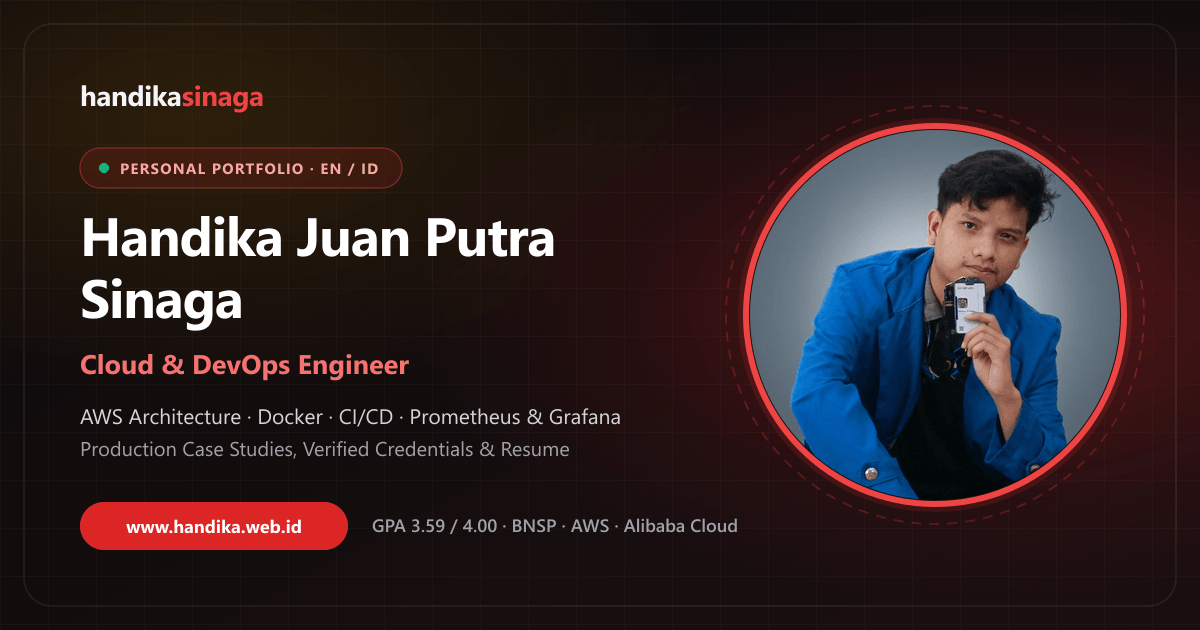 handikasinaga
PERSONAL PORTFOLIO · EN / ID
Handika Juan Putra
Sinaga
Cloud & DevOps Engineer
AWS Architecture · Docker · CI/CD · Prometheus & Grafana
Production Case Studies, Verified Credentials & Resume
www.handika.web.id
GPA 3.59 / 4.00 · BNSP · AWS · Alibaba Cloud